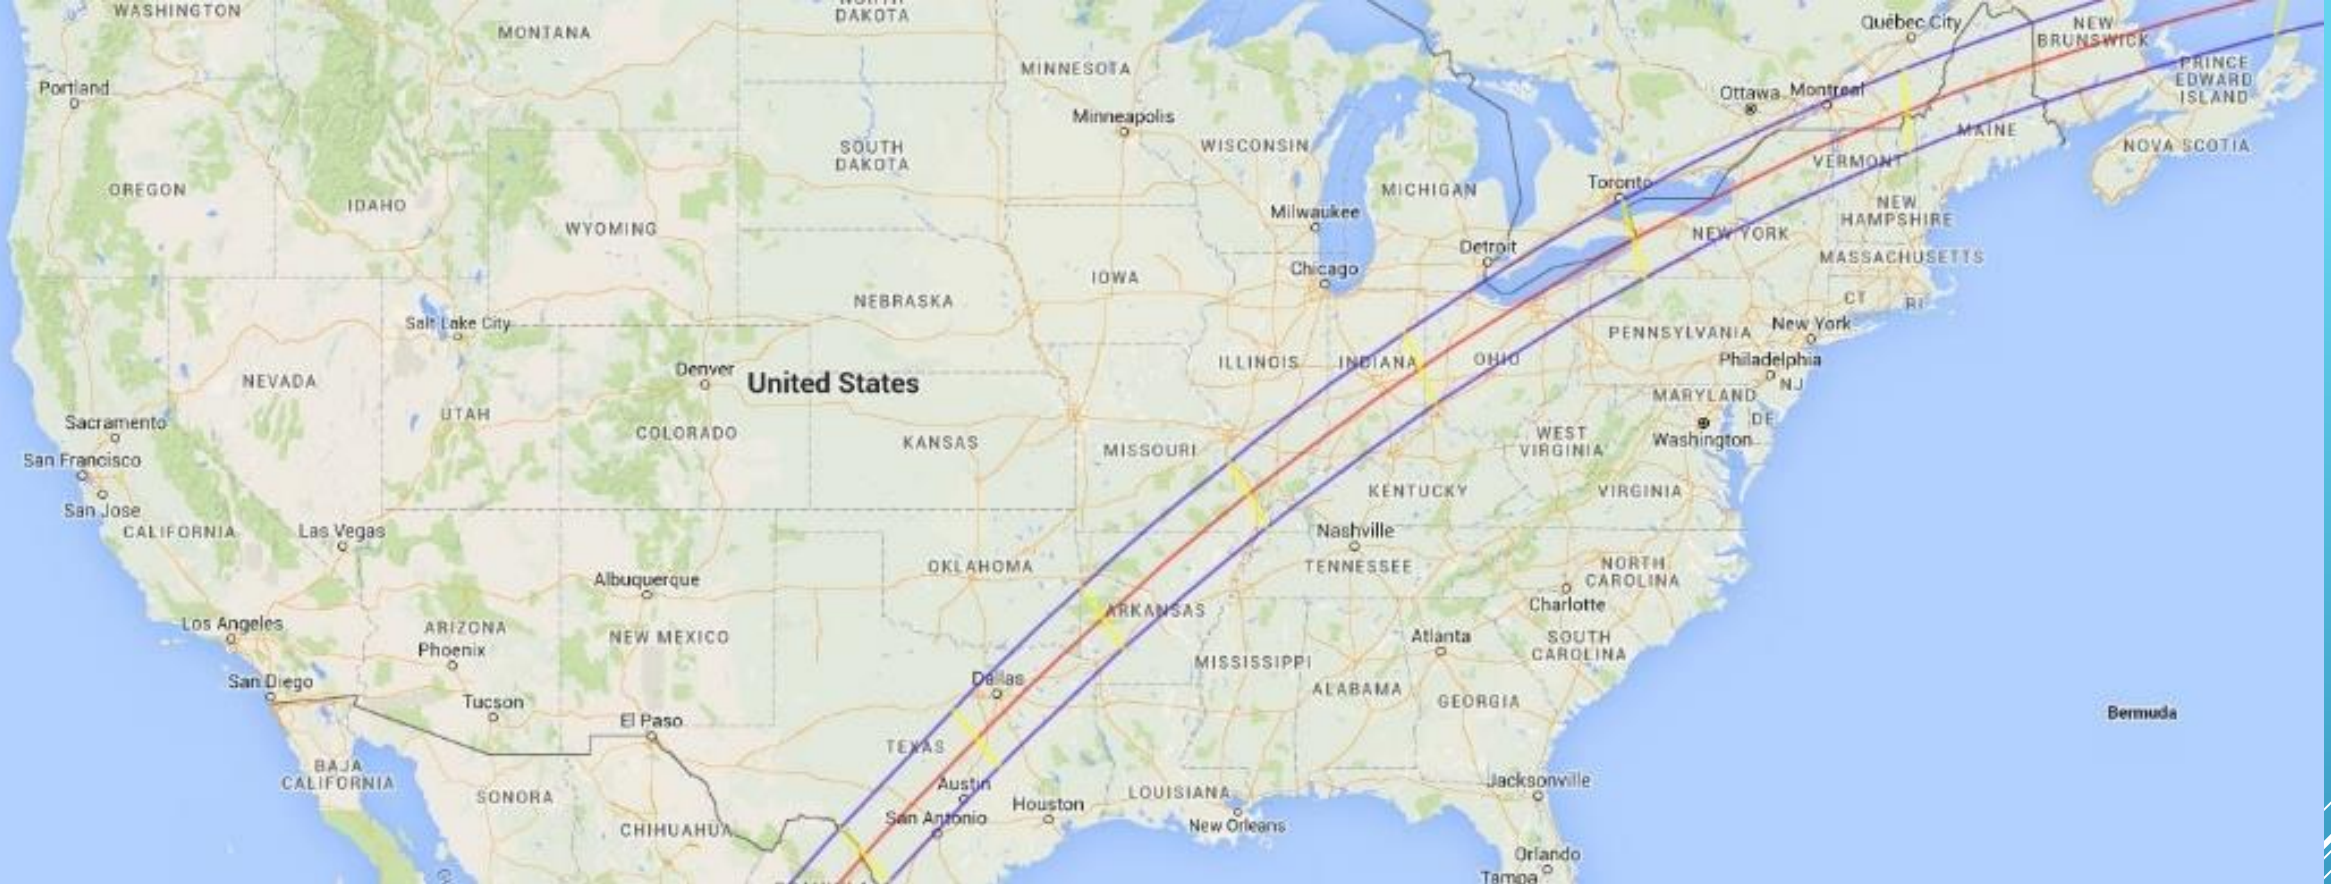 WASHINGTON
MONTANA
NORTH
DAKOTA
MINNESOTA
Québec City
NEW
BRUNSWICK
PRINCE
EDWARD
ISLAND
Portland
Ottawa
Montreal
Minneapolis
WISCONSIN
SOUTH
DAKOTA
MAINE
NOVA SCOTIA
VERMONT
OREGON
IDAHO
WYOMING
MICHIGAN
Toronto
NEW
HAMPSHIRE
Milwaukee
NEW YORK
Detroit
MASSACHUSETTS
Chicago
IOWA
NEBRASKA
CT
RI
Salt Lake City
PENNSYLVANIA
New York
ILLINOIS
INDIANA
OHIO
Philadelphia
NJ
Denver
United States
NEVADA
UTAH
MARYLAND
DE
Sacramento
COLORADO
KANSAS
MISSOURI
WEST
VIRGINIA
Washington
San Francisco
San Jose
KENTUCKY
VIRGINIA
CALIFORNIA
Las Vegas
Nashville
OKLAHOMA
TENNESSEE
NORTH
CAROLINA
Albuquerque
Charlotte
ARKANSAS
Los Angeles
ARIZONA
Phoenix
NEW MEXICO
Atlanta
SOUTH
CAROLINA
MISSISSIPPI
San Diego
Dallas
ALABAMA
GEORGIA
Tucson
El Paso
Bermuda
TEXAS
BAJA
CALIFORNIA
SONORA
Austin
Houston
LOUISIANA
Jacksonville
San Antonio
CHIHUAHUA
New Orleans
Orlando
Tampa